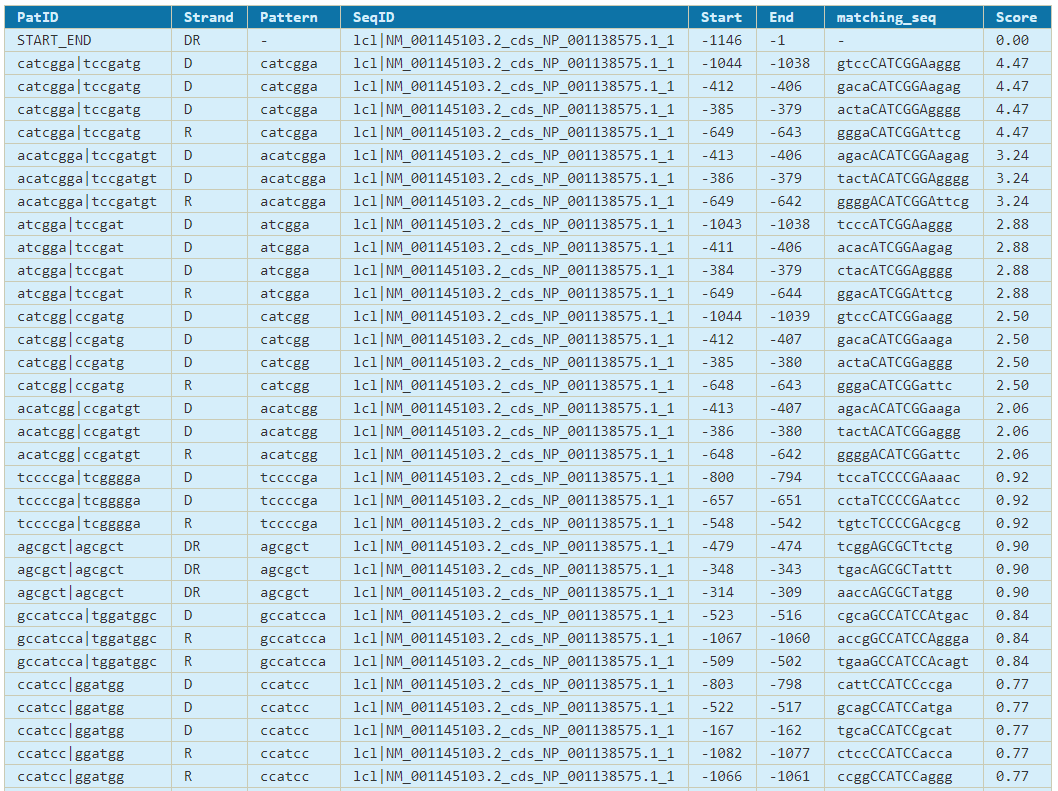 PatID Strand Pattern SeqID Start End matching_seq Score
START_END DR - lcl|NM_001145103.2_cds_NP_001138575.1_1 -1146 -1 - 0.00
catcgga|tccgatg D catcgga lcl|NM_001145103.2_cds_NP_001138575.1_1 -1044 -1038 gtccCATCGGAaggg 4.47
catcgga|tccgatg D catcgga lcl|NM_001145103.2_cds_NP_001138575.1_1 -412 -406 gacaCATCGGAagag 4.47
catcgga|tccgatg D catcgga lcl|NM_001145103.2_cds_NP_001138575.1_1 -385 -379 actaCATCGGAgggg 4.47
catcgga|tccgatg R catcgga lcl|NM_001145103.2_cds_NP_001138575.1_1 -649 -643 gggaCATCGGAttcg 4.47
acatcgga|tccgatgt D acatcgga lcl|NM_001145103.2_cds_NP_001138575.1_1 -413 -406 agacACATCGGAagag 3.24
acatcgga|tccgatgt D acatcgga lcl|NM_001145103.2_cds_NP_001138575.1_1 -386 -379 tactACATCGGAgggg 3.24
acatcgga|tccgatgt R acatcgga lcl|NM_001145103.2_cds_NP_001138575.1_1 -649 -642 ggggACATCGGAttcg 3.24
atcgga|tccgat D atcgga lcl|NM_001145103.2_cds_NP_001138575.1_1 -1043 -1038 tcccATCGGAaggg 2.88
atcgga|tccgat D atcgga lcl|NM_001145103.2_cds_NP_001138575.1_1 -411 -406 acacATCGGAagag 2.88
atcgga|tccgat D atcgga lcl|NM_001145103.2_cds_NP_001138575.1_1 -384 -379 ctacATCGGAgggg 2.88
atcgga|tccgat R atcgga lcl|NM_001145103.2_cds_NP_001138575.1_1 -649 -644 ggacATCGGAttcg 2.88
catcgg|ccgatg D catcgg lcl|NM_001145103.2_cds_NP_001138575.1_1 -1044 -1039 gtccCATCGGaagg 2.50
catcgg|ccgatg D catcgg lcl|NM_001145103.2_cds_NP_001138575.1_1 -412 -407 gacaCATCGGaaga 2.50
catcgg|ccgatg D catcgg lcl|NM_001145103.2_cds_NP_001138575.1_1 -385 -380 actaCATCGGaggg 2.50
catcgg|ccgatg R catcgg lcl|NM_001145103.2_cds_NP_001138575.1_1 -648 -643 gggaCATCGGattc 2.50
acatcgg|ccgatgt D acatcgg lcl|NM_001145103.2_cds_NP_001138575.1_1 -413 -407 agacACATCGGaaga 2.06
acatcgg|ccgatgt D acatcgg lcl|NM_001145103.2_cds_NP_001138575.1_1 -386 -380 tactACATCGGaggg 2.06
acatcgg|ccgatgt R acatcgg lcl|NM_001145103.2_cds_NP_001138575.1_1 -648 -642 ggggACATCGGattc 2.06
tccccga|tcgggga D tccccga lcl|NM_001145103.2_cds_NP_001138575.1_1 -800 -794 tccaTCCCCGAaaac 0.92
tccccga|tcgggga D tccccga lcl|NM_001145103.2_cds_NP_001138575.1_1 -657 -651 cctaTCCCCGAatcc 0.92
tccccga|tcgggga R tccccga lcl|NM_001145103.2_cds_NP_001138575.1_1 -548 -542 tgtcTCCCCGAcgcg 0.92
agcgct|agcgct DR agcgct lcl|NM_001145103.2_cds_NP_001138575.1_1 -479 -474 tcggAGCGCTtctg 0.90
agcgct|agcgct DR agcgct lcl|NM_001145103.2_cds_NP_001138575.1_1 -348 -343 tgacAGCGCTattt 0.90
agcgct|agcgct DR agcgct lcl|NM_001145103.2_cds_NP_001138575.1_1 -314 -309 aaccAGCGCTatgg 0.90
gccatcca|tggatggc D gccatcca lcl|NM_001145103.2_cds_NP_001138575.1_1 -523 -516 cgcaGCCATCCAtgac 0.84
gccatcca|tggatggc R gccatcca lcl|NM_001145103.2_cds_NP_001138575.1_1 -1067 -1060 accgGCCATCCAggga 0.84
gccatcca|tggatggc R gccatcca lcl|NM_001145103.2_cds_NP_001138575.1_1 -509 -502 tgaaGCCATCCAcagt 0.84
ccatcc|ggatgg D ccatcc lcl|NM_001145103.2_cds_NP_001138575.1_1 -803 -798 cattCCATCCccga 0.77
ccatcc|ggatgg D ccatcc lcl|NM_001145103.2_cds_NP_001138575.1_1 -522 -517 gcagCCATCCatga 0.77
ccatcc|ggatgg D ccatcc lcl|NM_001145103.2_cds_NP_001138575.1_1 -167 -162 tgcaCCATCCgcat 0.77
ccatcc|ggatgg R ccatcc lcl|NM_001145103.2_cds_NP_001138575.1_1 -1082 -1077 ctccCCATCCacca 0.77
ccatcc|ggatgg R ccatcc lcl|NM_001145103.2_cds_NP_001138575.1_1 -1066 -1061 ccggCCATCCaggg 0.77